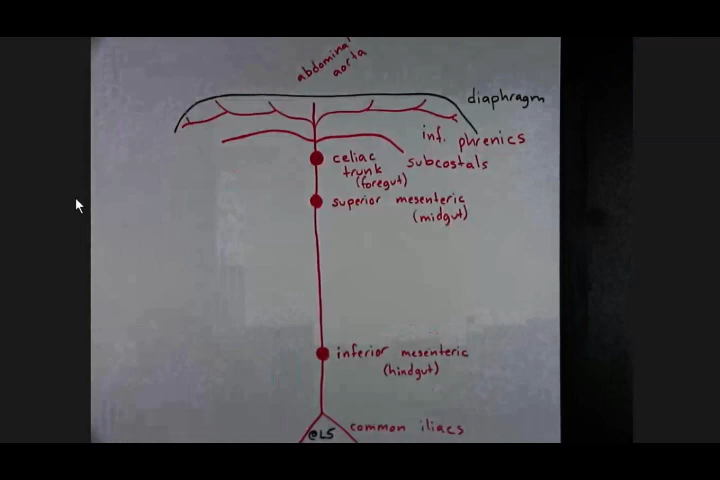 abdominal
aorta
diaphragm
inf. phrenics
subcostals
celiac
trunk
(foregut)
superior mesenteric
(midgut)
inferior mesenteric
(hindgut)
common iliacs
@L5